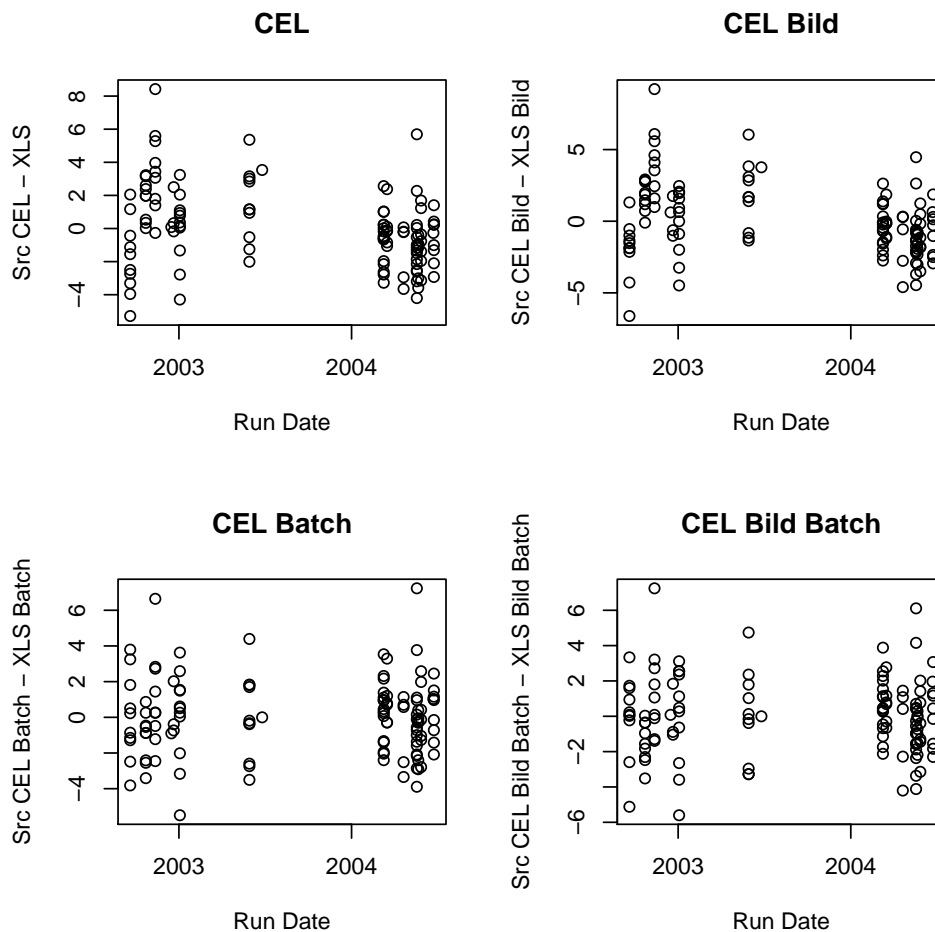 CEL
Src CEL – XLS
8
6
4
2
0
−4
2003
2004
Run Date
CEL Bild
Src CEL Bild – XLS Bild
5
0
−5
2003
2004
Run Date
CEL Batch
Src CEL Batch – XLS Batch
6
4
2
0
−4
2003
2004
Run Date
CEL Bild Batch
Src CEL Bild Batch – XLS Bild Batch
6
2
−2
−6
2003
2004
Run Date